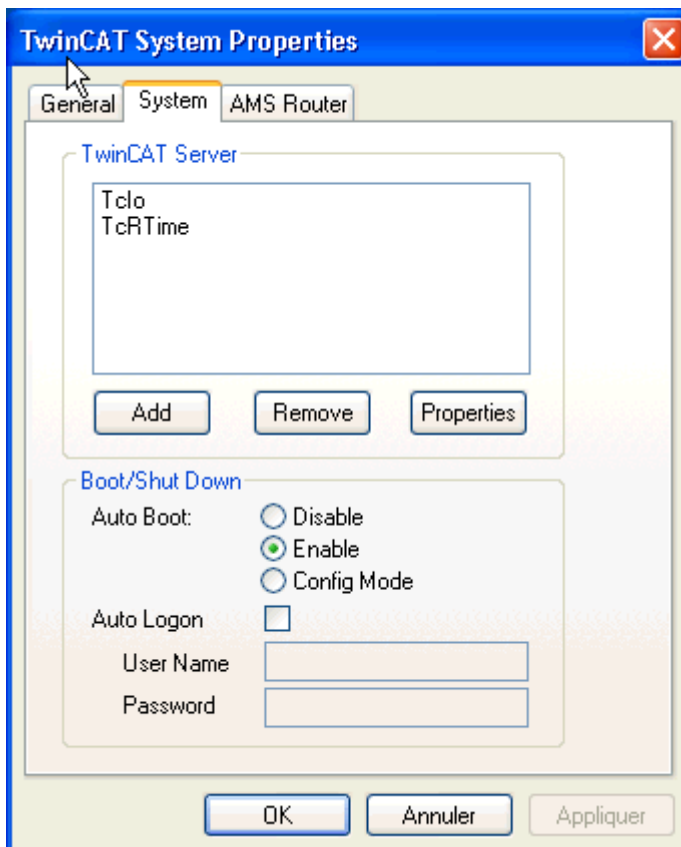 TwinCAT System Properties
General System AMS Router
TwinCAT Server
TcIo
TcRTime
Add Remove Properties
Boot/Shut Down
Auto Boot: Disable
Enable
Config Mode
Auto Logon
User Name
Password
OK Annuler Appliquer